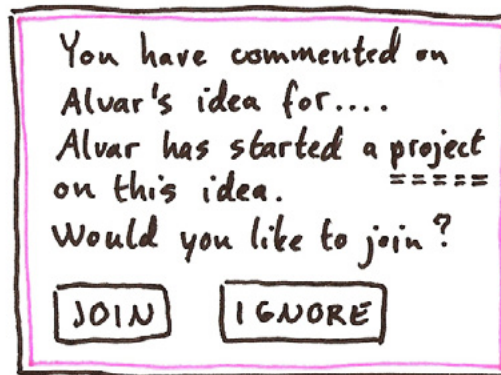 You have commented on
Alvar's idea for....
Alvar has started a project
on this idea.
Would you like to join?
JOIN IGNORE